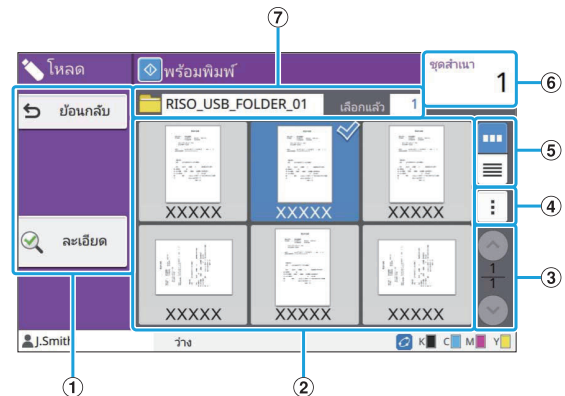 ⑦
โหลด
พร้อมพิมพ์
ชุดสำเนา
1
⑥
ย้อนกลับ
RISO_USB_FOLDER_01
เลือกแล้ว
1
⑤
XXXXX
XXXXX
XXXXX
④
ละเอียด
1
1
③
XXXXX
XXXXX
XXXXX
J.Smith
ว่าง
K
C
M
Y
①
②